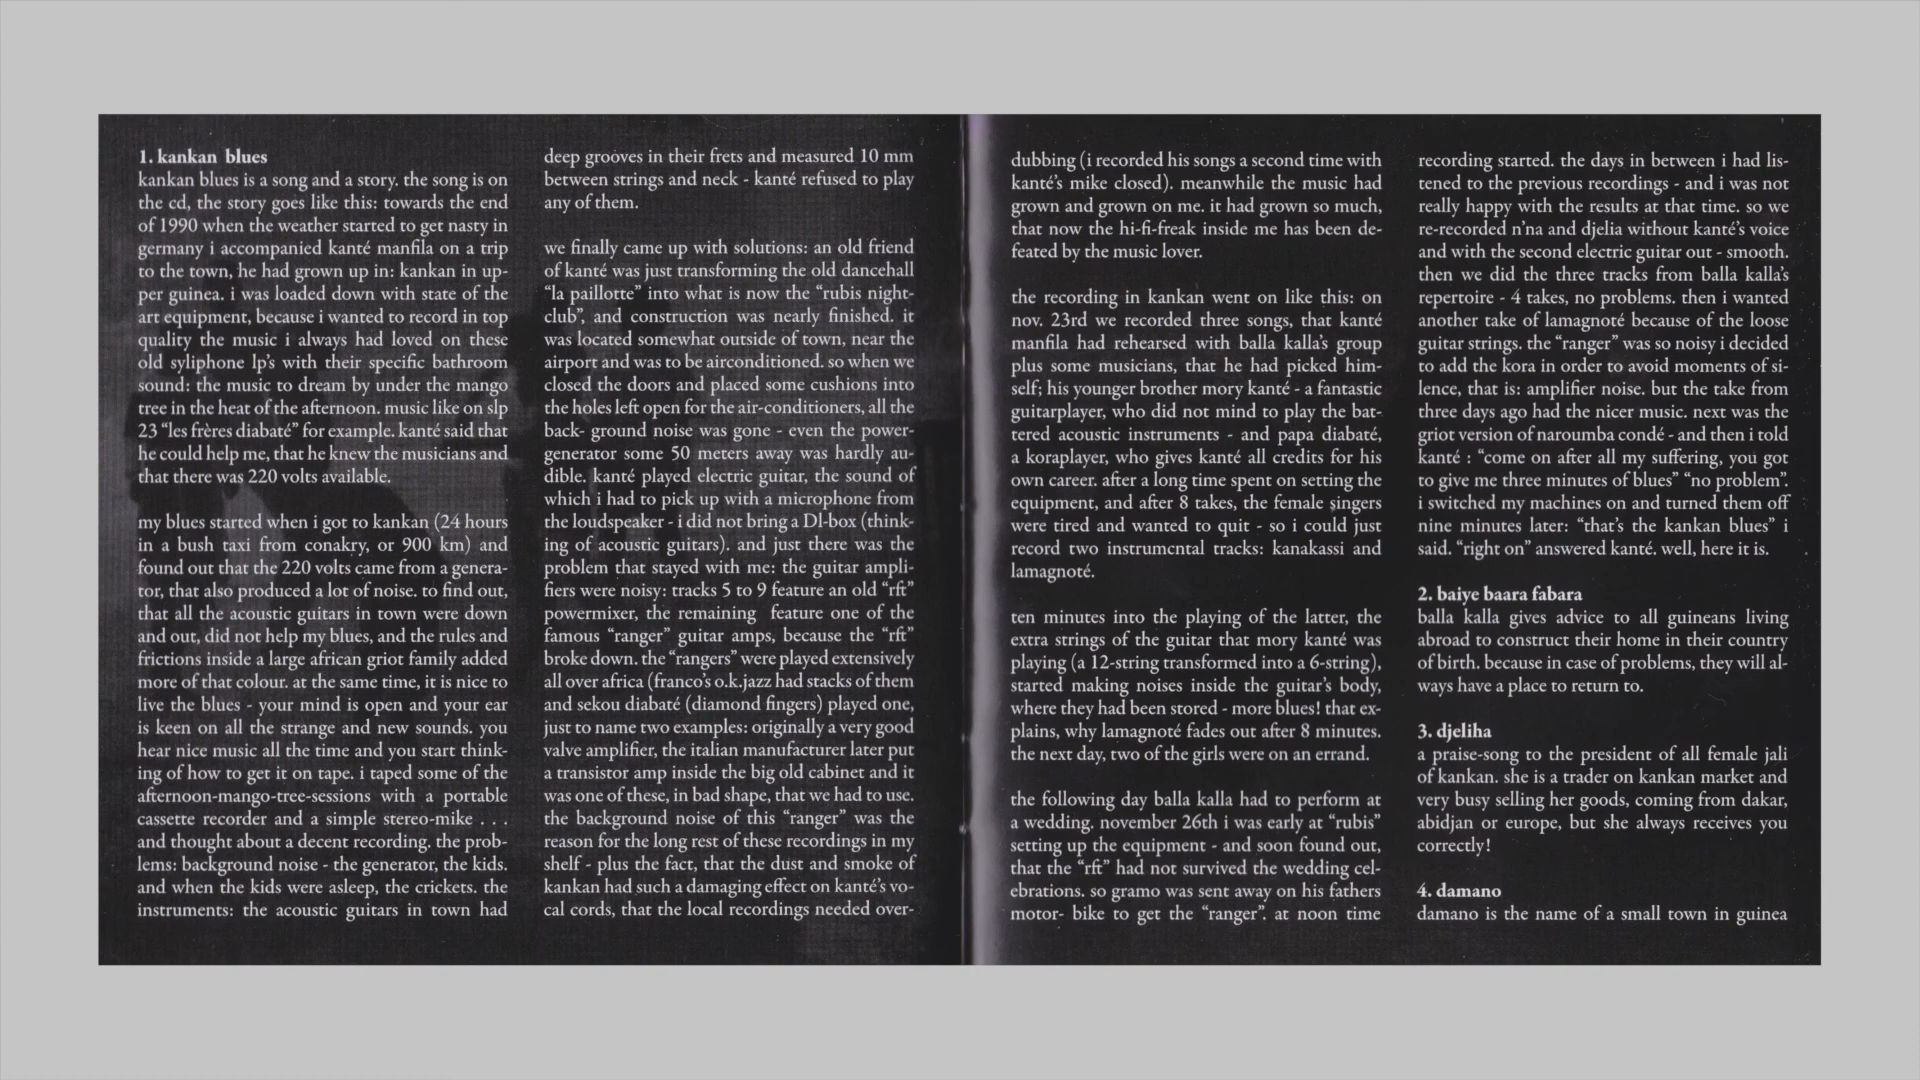 1. kankan blues
kankan blues is a song and a story. the song is on
the cd, the story goes like this: towards the end
of 1990 when the weather started to get nasty in
germany i accompanied kanté manfila on a trip
to the town, he had grown up in: kankan in up-
per guinea. i was loaded down with state of the
art equipment, because i wanted to record in top
quality the music i always had loved on these
old syliphone lp's with their specific bathroom
sound: the music to dream by under the mango
tree in the heat of the afternoon. music like on slp
23 “les frères diabaté” for example. kanté said that
he could help me, that he knew the musicians and
that there was 220 volts available.
my blues started when i got to kankan (24 hours
in a bush taxi from conakry, or 900 km) and
found out that the 220 volts came from a genera-
tor, that also produced a lot of noise. to find out,
that all the acoustic guitars in town were down
and out, did not help my blues, and the rules and
frictions inside a large african griot family added
more of that colour. at the same time, it is nice to
live the blues - your mind is open and your ear
is keen on all the strange and new sounds. you
hear nice music all the time and you start think-
ing of how to get it on tape. i taped some of the
afternoon-mango-tree-sessions with a portable
cassette recorder and a simple stereo-mike . . .
and thought about a decent recording. the prob-
lems: background noise - the generator, the kids.
and when the kids were asleep, the crickets. the
instruments: the acoustic guitars in town had
deep grooves in their frets and measured 10 mm
between strings and neck - kanté refused to play
any of them.
we finally came up with solutions: an old friend
of kanté was just transforming the old dancehall
“la paillotte” into what is now the “rubis night-
club”, and construction was nearly finished. it
was located somewhat outside of town, near the
airport and was to be airconditioned. so when we
closed the doors and placed some cushions into
the holes left open for the air-conditioners, all the
back- ground noise was gone - even the power-
generator some 50 meters away was hardly au-
dible. kanté played electric guitar, the sound of
which i had to pick up with a microphone from
the loudspeaker - i did not bring a DI-box (think-
ing of acoustic guitars). and just there was the
problem that stayed with me: the guitar ampli-
fiers were noisy: tracks 5 to 9 feature an old “rft”
powermixer, the remaining feature one of the
famous “ranger” guitar amps, because the “rft”
broke down. the “rangers” were played extensively
all over africa (franco's o.k.jazz had stacks of them
and sekou diabaté (diamond fingers) played one,
just to name two examples: originally a very good
valve amplifier, the italian manufacturer later put
a transistor amp inside the big old cabinet and it
was one of these, in bad shape, that we had to use.
the background noise of this “ranger” was the
reason for the long rest of these recordings in my
shelf - plus the fact, that the dust and smoke of
kankan had such a damaging effect on kanté's vo-
cal cords, that the local recordings needed over-
dubbing (i recorded his songs a second time with
kanté's mike closed). meanwhile the music had
grown and grown on me. it had grown so much,
that now the hi-fi-freak inside me has been de-
feated by the music lover.
the recording in kankan went on like this: on
nov. 23rd we recorded three songs, that kanté
manfila had rehearsed with balla kalla's group
plus some musicians, that he had picked him-
self; his younger brother mory kanté - a fantastic
guitarplayer, who did not mind to play the bat-
tered acoustic instruments - and papa diabaté,
a koraplayer, who gives kanté all credits for his
own career. after a long time spent on setting the
equipment, and after 8 takes, the female singers
were tired and wanted to quit - so i could just
record two instrumental tracks: kanakassi and
lamagnoté.
ten minutes into the playing of the latter, the
extra strings of the guitar that mory kanté was
playing (a 12-string transformed into a 6-string),
started making noises inside the guitar's body,
where they had been stored - more blues! that ex-
plains, why lamagnoté fades out after 8 minutes.
the next day, two of the girls were on an errand.
the following day balla kalla had to perform at
a wedding. november 26th i was early at “rubis”
setting up the equipment - and soon found out,
that the “rft” had not survived the wedding cel-
ebrations. so gramo was sent away on his fathers
motor- bike to get the “ranger”. at noon time
recording started. the days in between i had lis-
tened to the previous recordings - and i was not
really happy with the results at that time. so we
re-recorded n'na and djelia without kanté's voice
and with the second electric guitar out - smooth.
then we did the three tracks from balla kalla's
repertoire - 4 takes, no problems. then i wanted
another take of lamagnoté because of the loose
guitar strings. the “ranger” was so noisy i decided
to add the kora in order to avoid moments of si-
lence, that is: amplifier noise. but the take from
three days ago had the nicer music. next was the
griot version of naroumba condé - and then i told
kanté : “come on after all my suffering, you got
to give me three minutes of blues” “no problem”.
i switched my machines on and turned them off
nine minutes later: “that's the kankan blues” i
said. “right on” answered kanté. well, here it is.
2. baiye baara fabara
balla kalla gives advice to all guineans living
abroad to construct their home in their country
of birth. because in case of problems, they will al-
ways have a place to return to.
3. djeliha
a praise-song to the president of all female jali
of kankan. she is a trader on kankan market and
very busy selling her goods, coming from dakar,
abidjan or europe, but she always receives you
correctly!
4. damano
damano is the name of a small town in guinea